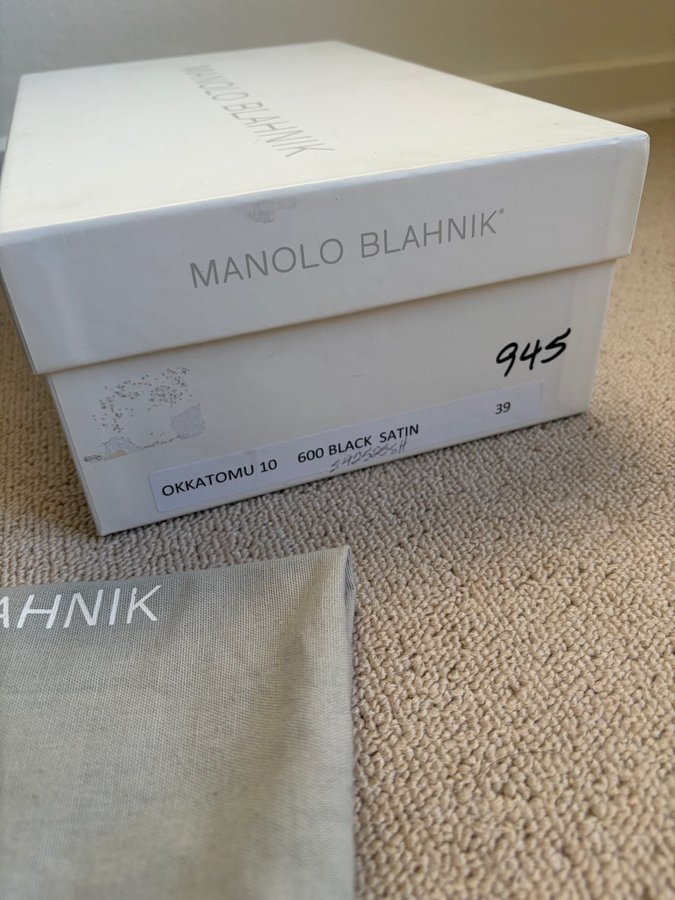 MANOLO BLAHNIK
MANOLO BLAHNIK®
945
OKKATOMU 10 600 BLACK SATIN 39
AHNIK